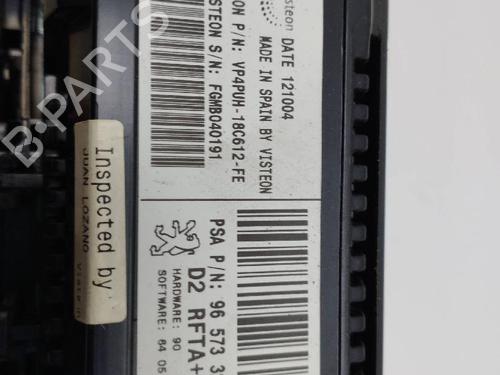 steon DATE 121004
MADE IN SPAIN BY VISTEON
ON P/N: VP4PUH-18C612-FE
STEON S/N: FGMB040191
PSA P/N: 96 573 3
D2 RFTA+
HARDWARE: 90
SOFTWARE: 64 05
Inspected by
JUAN LOZANO
B-PARTS